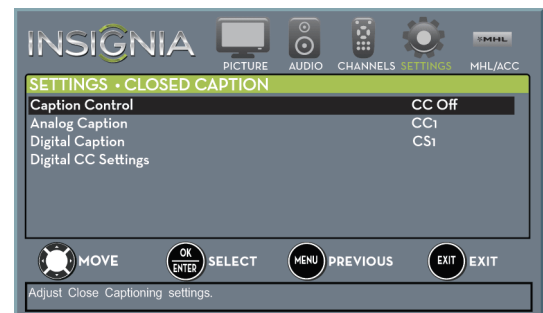 INSIGNIA
PICTURE AUDIO CHANNELS SETTINGS MHL/ACC
MHL
SETTINGS • CLOSED CAPTION
Caption Control CC Off
Analog Caption CC1
Digital Caption CS1
Digital CC Settings
MOVE OK ENTER SELECT MENU PREVIOUS EXIT EXIT
Adjust Close Captioning settings.